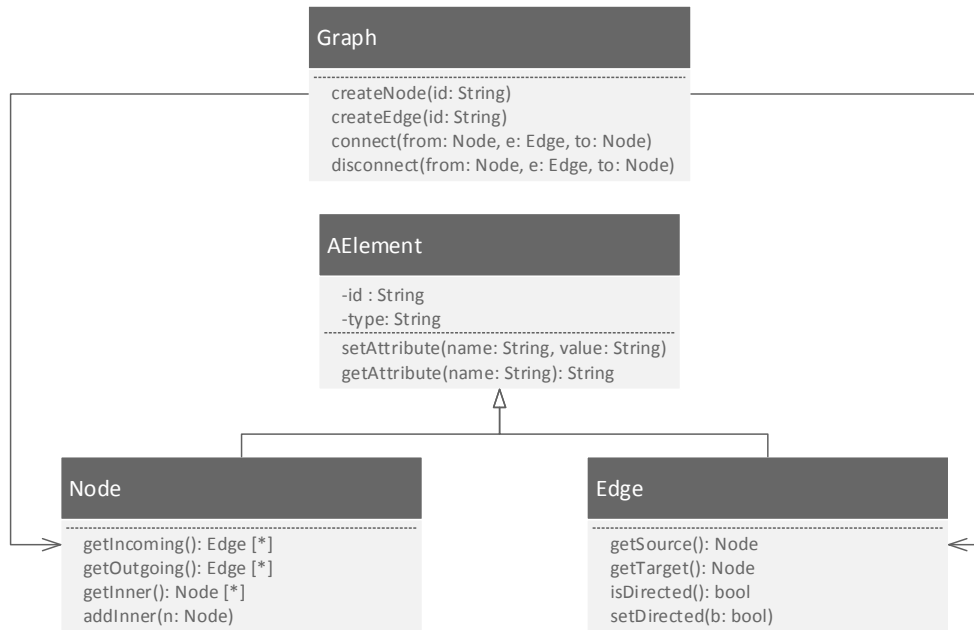 Graph
createNode(id: String)
createEdge(id: String)
connect(from: Node, e: Edge, to: Node)
disconnect(from: Node, e: Edge, to: Node)
AElement
-id : String
-type: String
setAttribute(name: String, value: String)
getAttribute(name: String): String
Node
getIncoming(): Edge [*]
getOutgoing(): Edge [*]
getInner(): Node [*]
addInner(n: Node)
Edge
getSource(): Node
getTarget(): Node
isDirected(): bool
setDirected(b: bool)